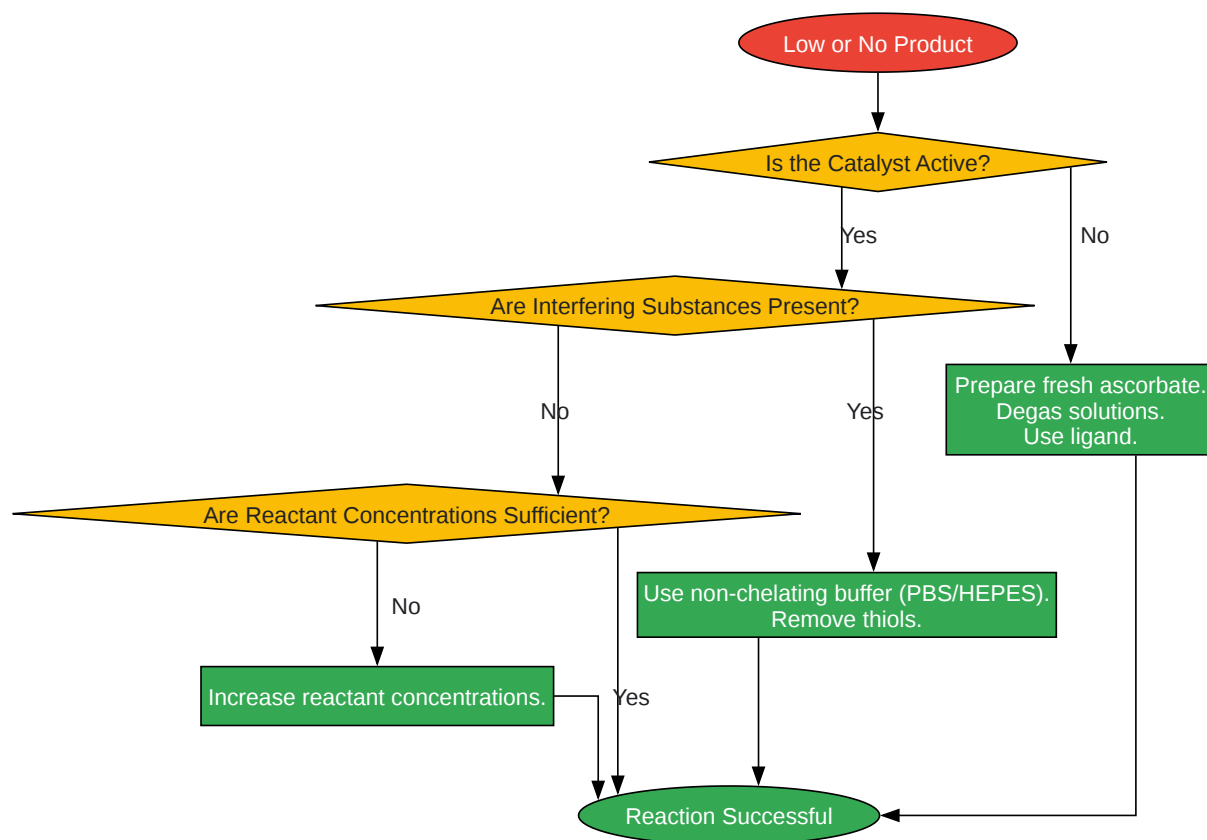 Low or No Product
Is the Catalyst Active?
Yes
No
Are Interfering Substances Present?
Prepare fresh ascorbate.
Degas solutions.
Use ligand.
No
Yes
Are Reactant Concentrations Sufficient?
Use non-chelating buffer (PBS/HEPES).
Remove thiols.
No
Increase reactant concentrations.
Yes
Reaction Successful